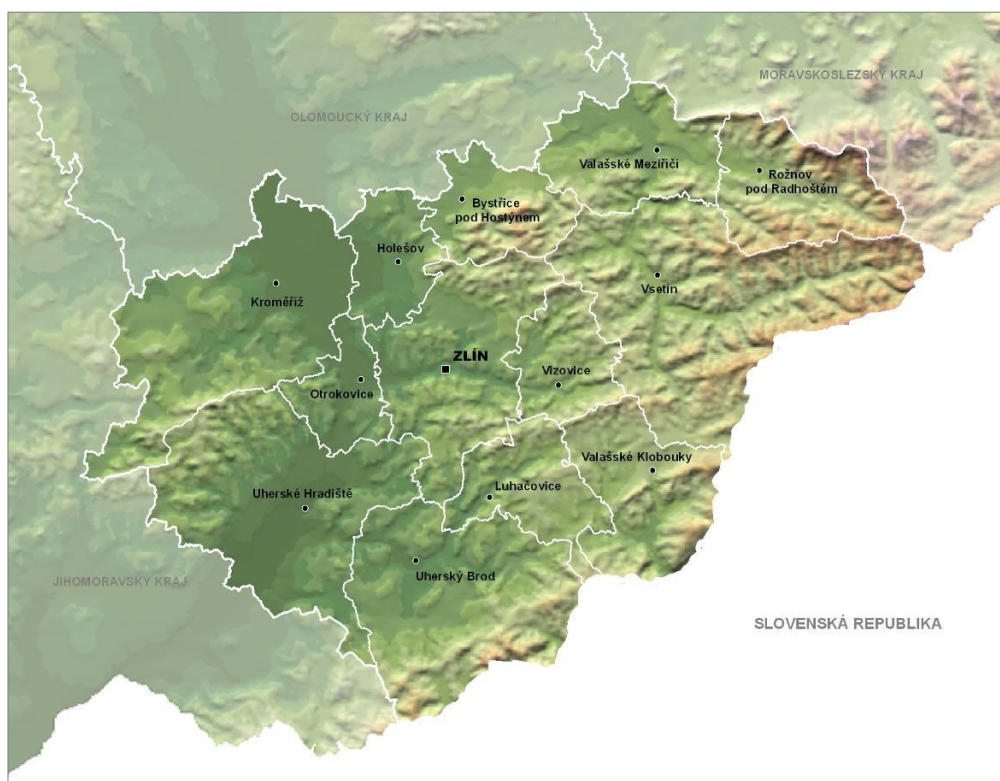 MORAVSKOSLEZSKÝ KRAJ
OLOMOUCKÝ KRAJ
Valašské Meziříčí
Rožnov
pod Radhoštěm
Bystřice
pod Hostýnem
Holešov
Vsetín
Kroměříž
ZLÍN
Vizovice
Otrokovice
Valašské Klobouky
Luhačovice
Uherské Hradiště
Uherský Brod
JIHOMORAVSKÝ KRAJ
SLOVENSKÁ REPUBLIKA